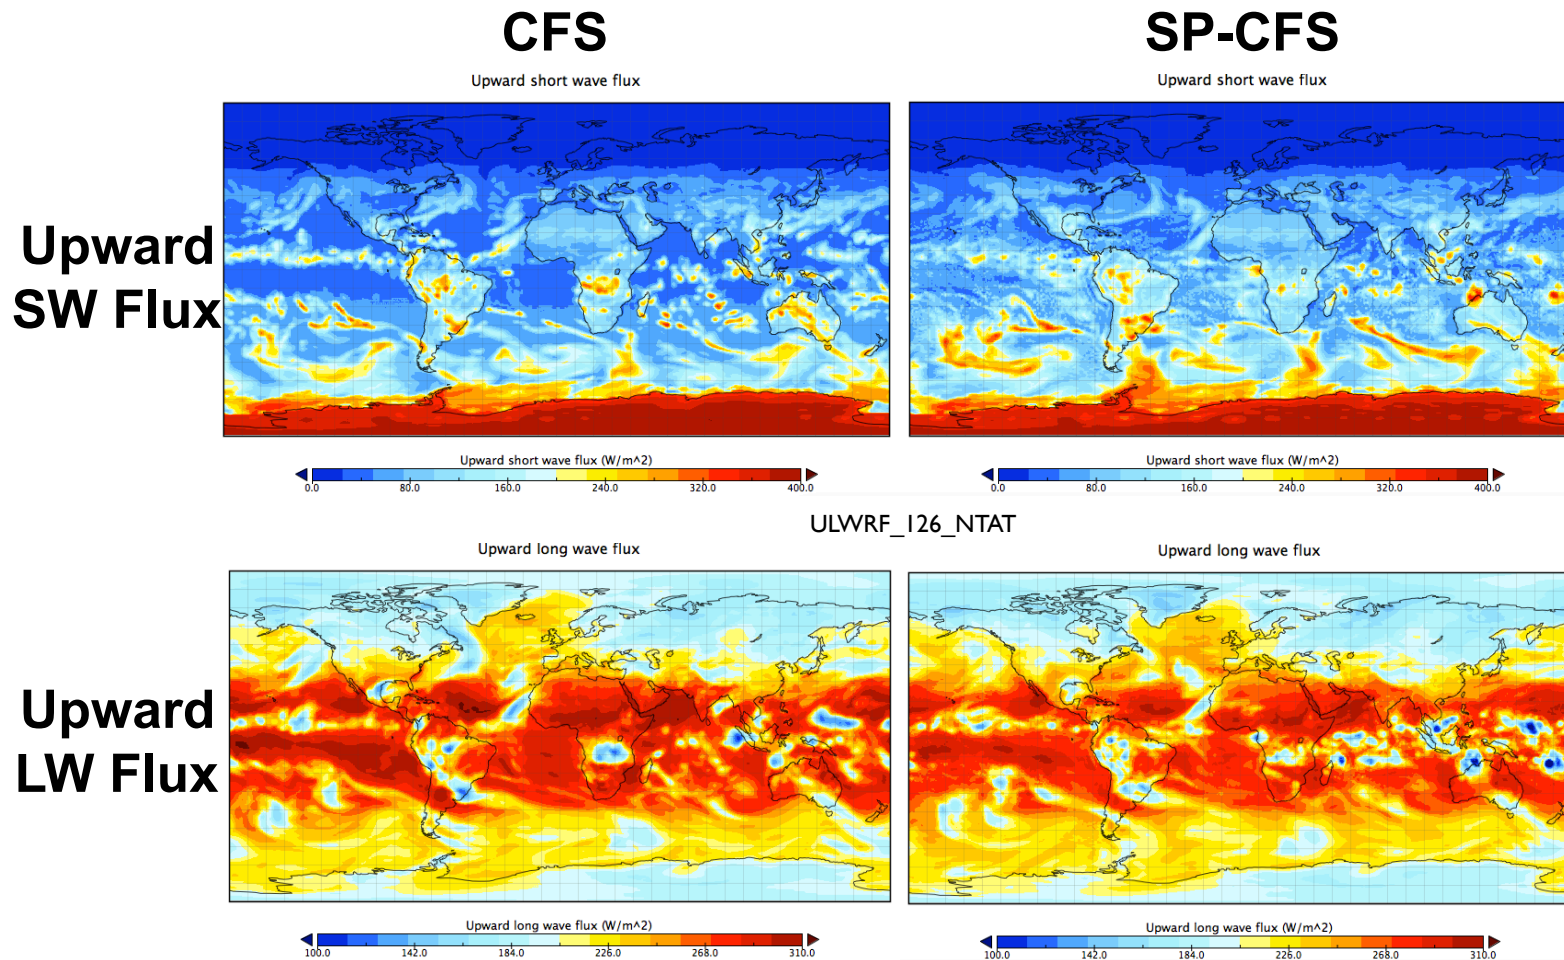 CFS
SP-CFS
Upward short wave flux
Upward short wave flux
Upward
SW Flux
Upward short wave flux (W/m^2)
0.0 80.0 160.0 240.0 320.0 400.0
Upward short wave flux (W/m^2)
0.0 80.0 160.0 240.0 320.0 400.0
ULWRF_126_NTAT
Upward long wave flux
Upward long wave flux
Upward
LW Flux
Upward long wave flux (W/m^2)
100.0 142.0 184.0 226.0 268.0 310.0
Upward long wave flux (W/m^2)
100.0 142.0 184.0 226.0 268.0 310.0